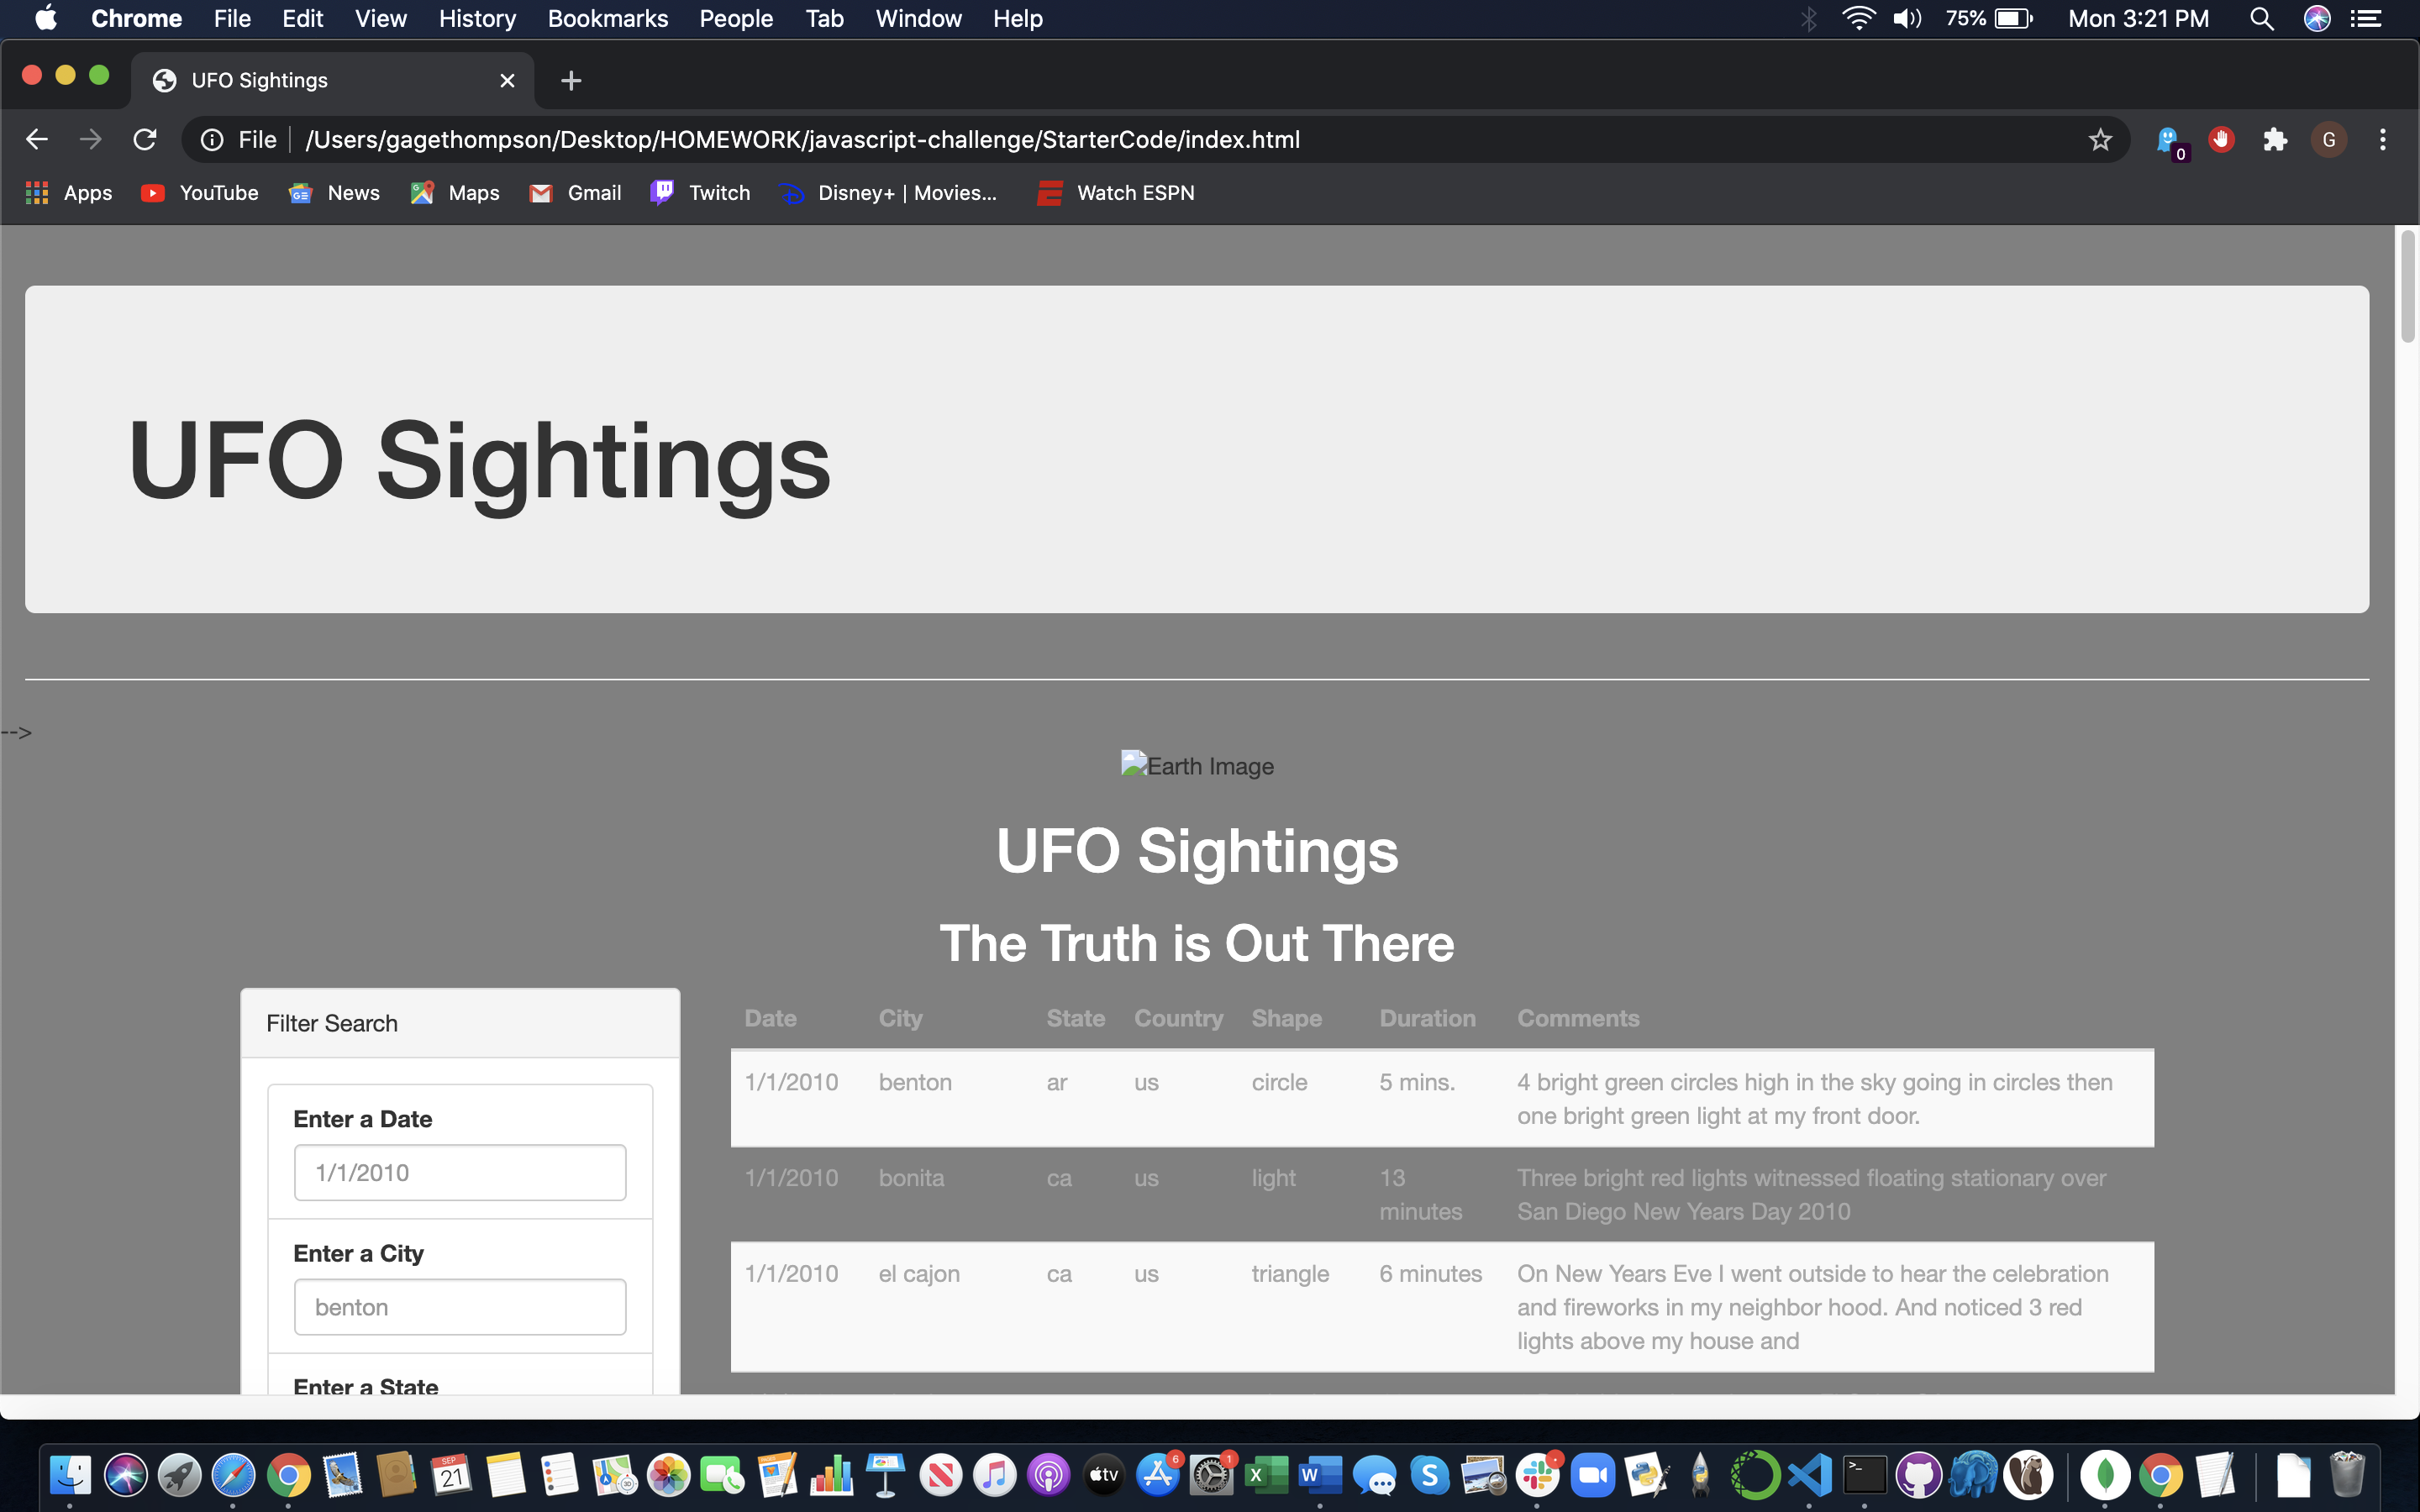 Chrome File Edit View History Bookmarks People Tab Window Help 75% Mon 3:21 PM
UFO Sightings
File /Users/gagethompson/Desktop/HOMEWORK/javascript-challenge/StarterCode/index.html 0 G
Apps YouTube News Maps Gmail Twitch Disney+ | Movies... Watch ESPN
UFO Sightings
-->
Earth Image
UFO Sightings
The Truth is Out There
Filter Search
Enter a Date
1/1/2010
Enter a City
benton
Enter a State
Date City State Country Shape Duration Comments
1/1/2010 benton ar us circle 5 mins. 4 bright green circles high in the sky going in circles then
one bright green light at my front door.
1/1/2010 bonita ca us light 13 Three bright red lights witnessed floating stationary over
minutes San Diego New Years Day 2010
1/1/2010 el cajon ca us triangle 6 minutes On New Years Eve I went outside to hear the celebration
and fireworks in my neighbor hood. And noticed 3 red
lights above my house and
SEP
21
tv
6
1
X
W
S
>_